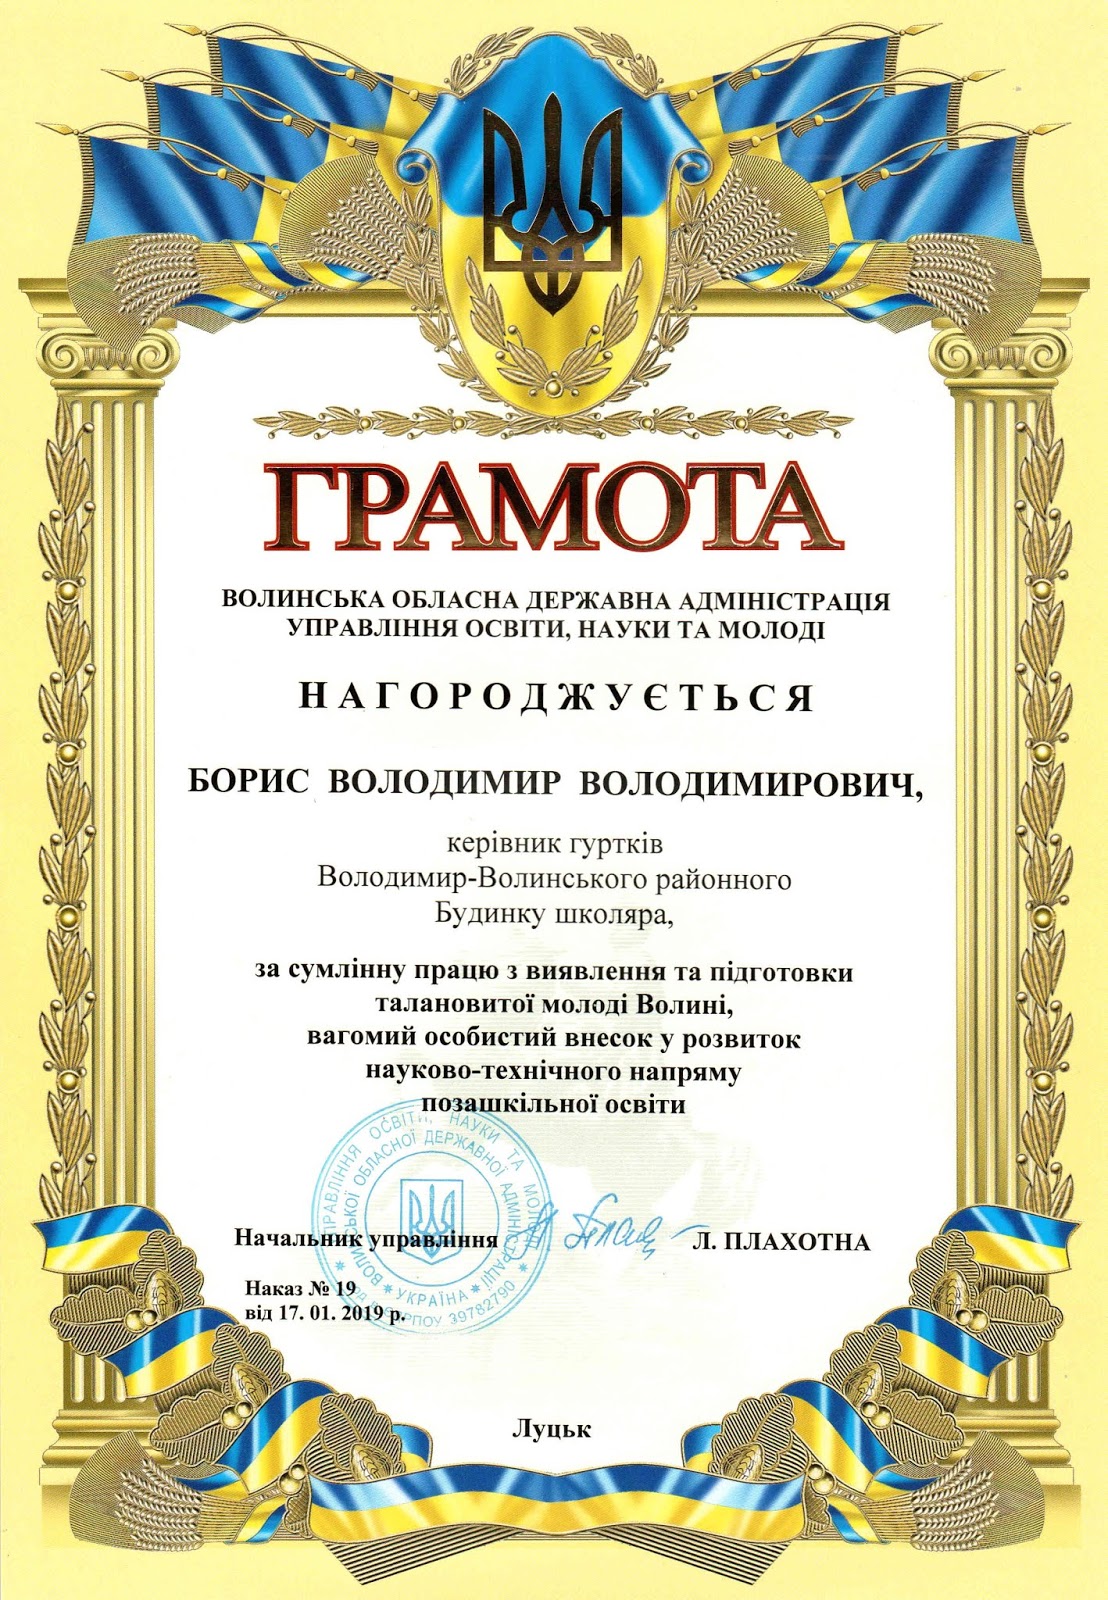 ГРАМОТА
ВОЛИНСЬКА ОБЛАСНА ДЕРЖАВНА АДМІНІСТРАЦІЯ
УПРАВЛІННЯ ОСВІТИ, НАУКИ ТА МОЛОДІ
НАГОРОДЖУЄТЬСЯ
БОРИС ВОЛОДИМИР ВОЛОДИМИРОВИЧ,
керівник гуртків
Володимир-Волинського районного
Будинку школяра,
за сумлінну працю з виявлення та підготовки
талановитої молоді Волині,
вагомий особистий внесок у розвиток
науково-технічного напряму
позашкільної освіти
УПРАВЛІННЯ ОСВІТИ, НАУКИ ТА МОЛОДІ
ВОЛИНСЬКОЇ ОБЛАСНОЇ ДЕРЖАВНОЇ АДМІНІСТРАЦІЇ
* УКРАЇНА *
39782790
Начальник управління Л. ПЛАХОТНА
Наказ № 19
від 17. 01. 2019 р.
Луцьк